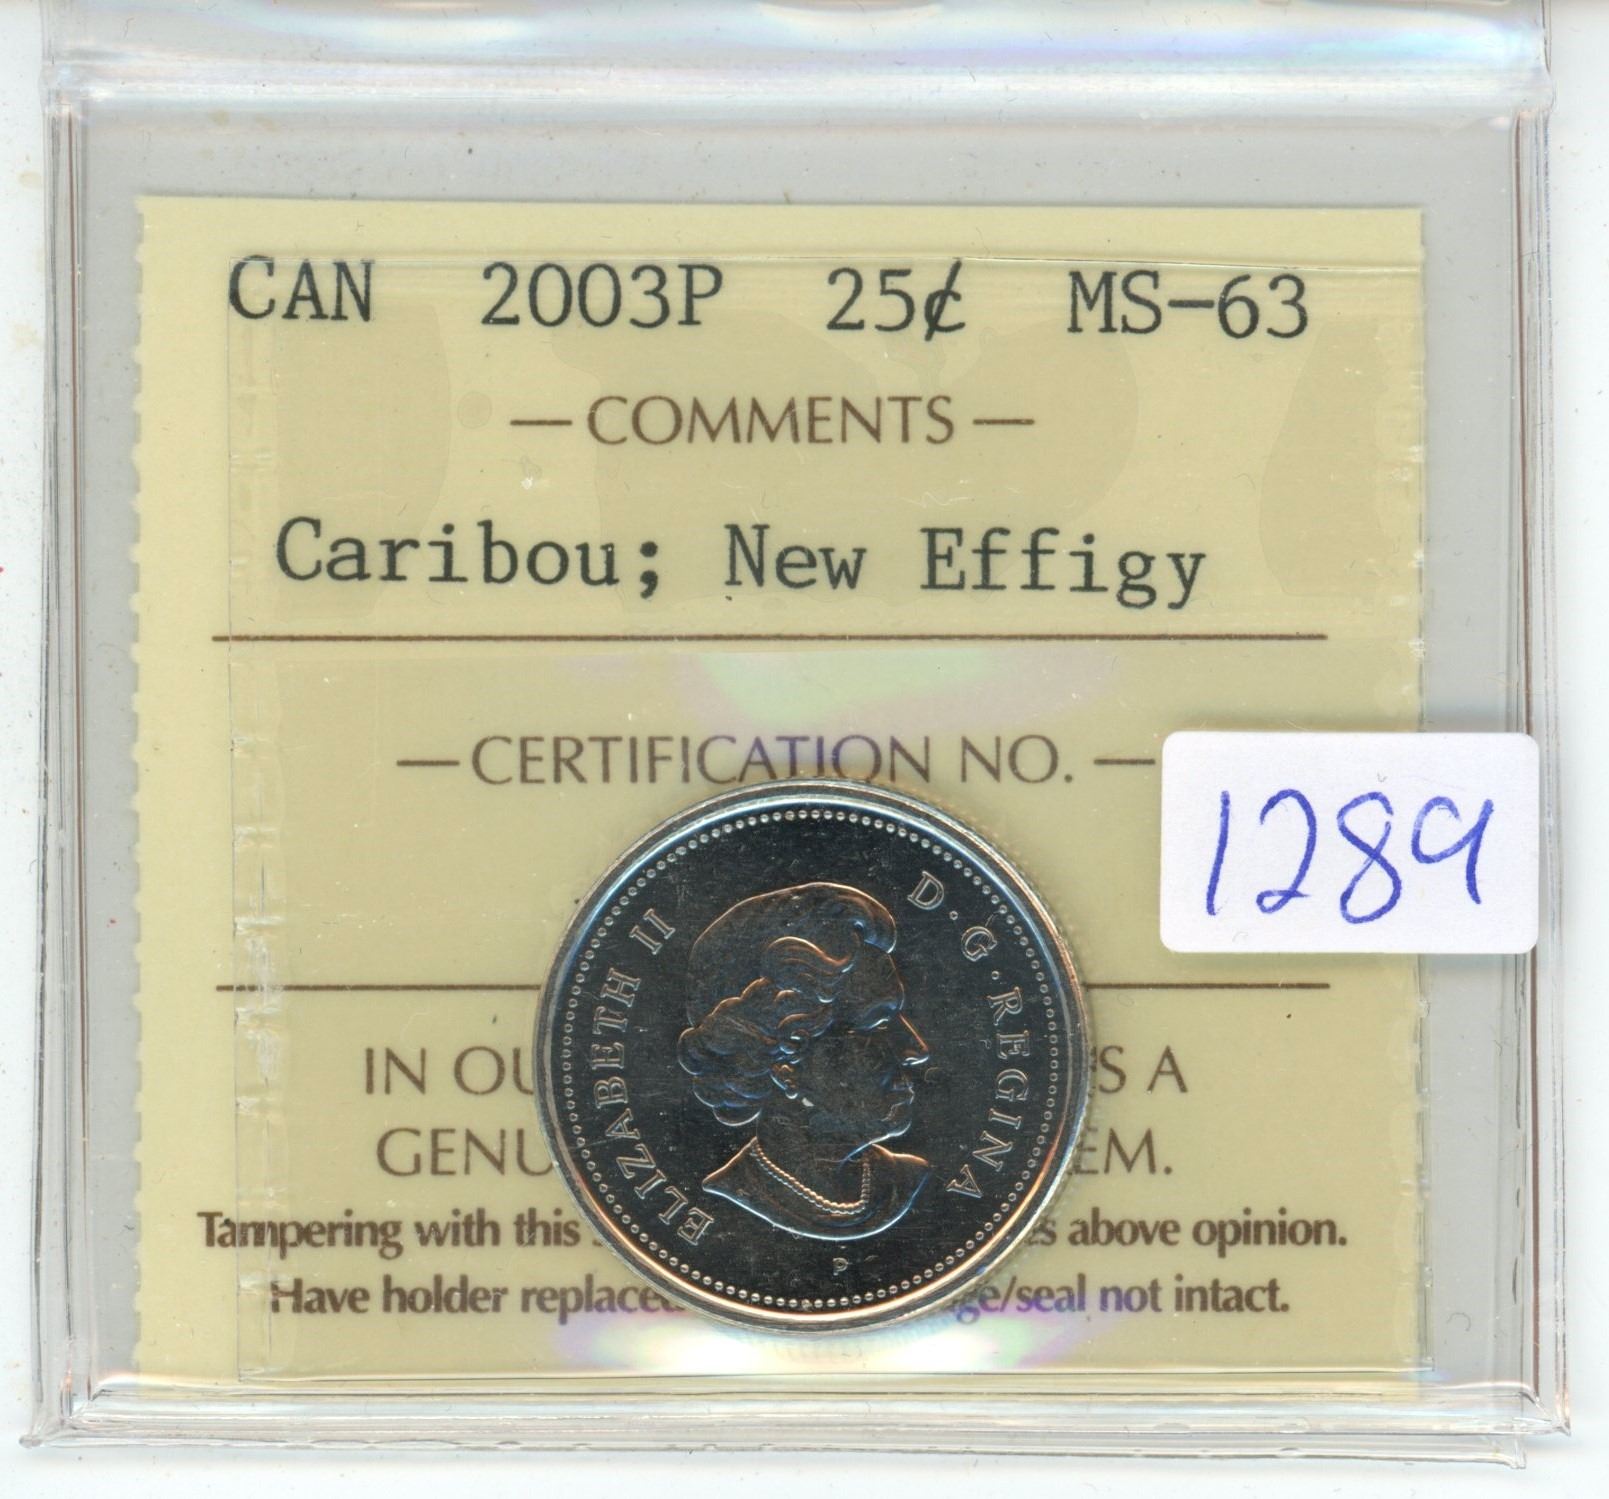 CAN 2003P 25¢ MS-63
— COMMENTS —
Caribou; New Effigy
— CERTIFICATION NO. —
1289
ELIZABETH II D·G·REGINA
P
IN OU S A
GENU EM.
Tampering with this s above opinion.
Have holder replaced ge/seal not intact.